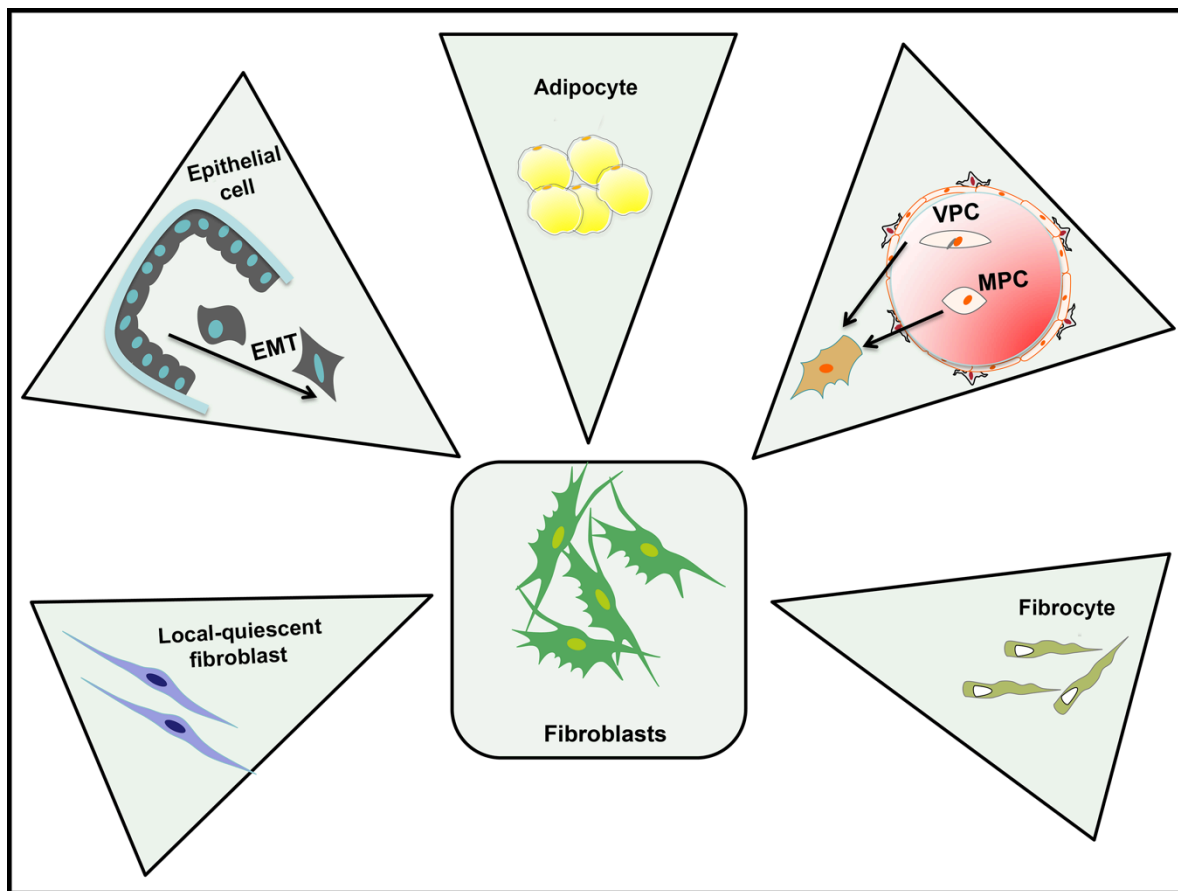 Adipocyte
Epithelial
cell
EMT
VPC
MPC
Local-quiescent
fibroblast
Fibrocyte
Fibroblasts